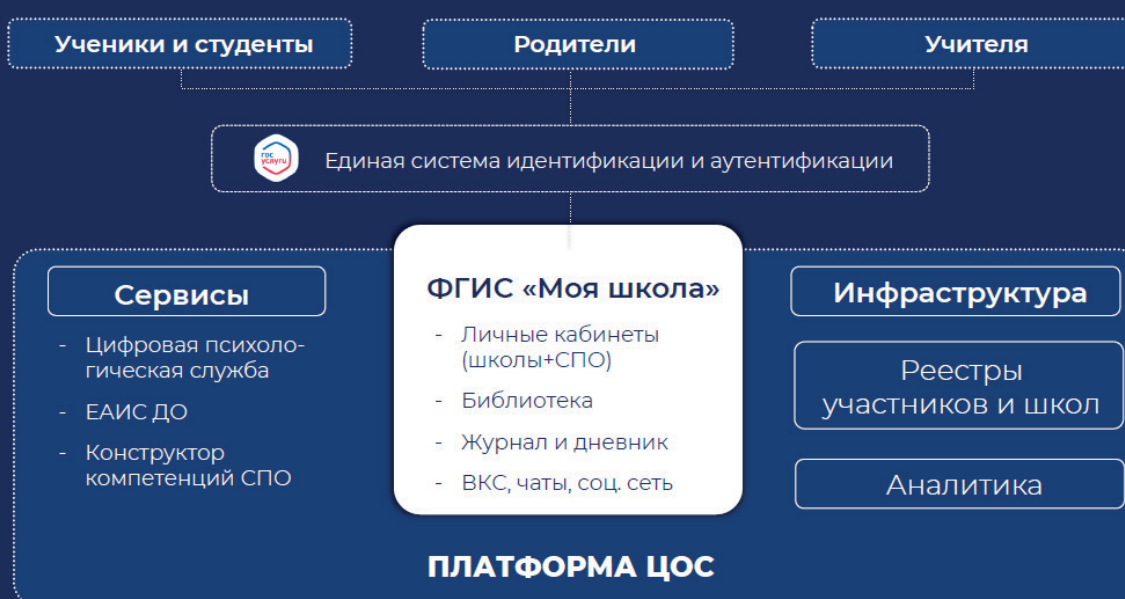 Ученики и студенты
Родители
Учителя
гос
услуги
Единая система идентификации и аутентификации
Сервисы
- Цифровая психоло-
гическая служба
- ЕАИС ДО
- Конструктор
компетенций СПО
ФГИС «Моя школа»
- Личные кабинеты
(школы+СПО)
- Библиотека
- Журнал и дневник
- ВКС, чаты, соц. сеть
Инфраструктура
Реестры
участников и школ
Аналитика
ПЛАТФОРМА ЦОС